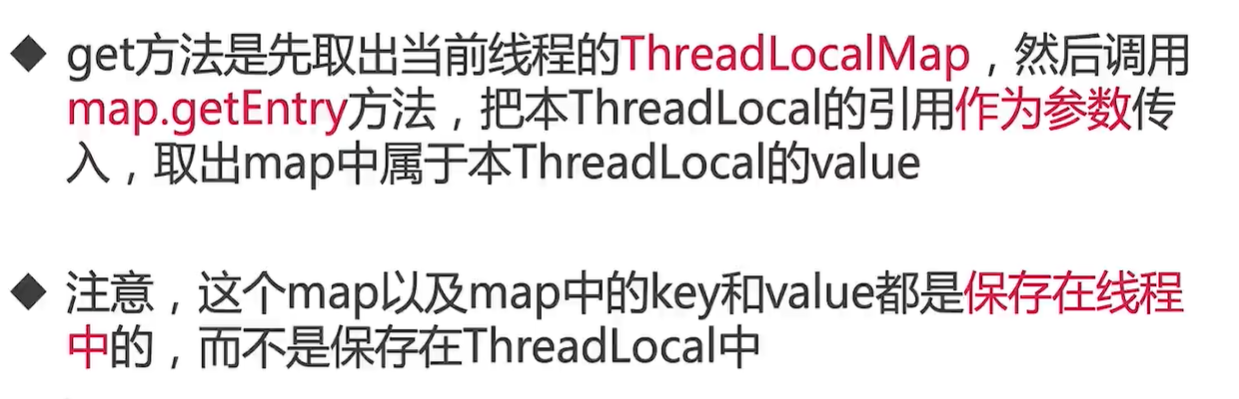 ◆ get方法是先取出当前线程的ThreadLocalMap，然后调用
map.getEntry方法，把本ThreadLocal的引用作为参数传
入，取出map中属于本ThreadLocal的value
◆ 注意，这个map以及map中的key和value都是保存在线程
中的，而不是保存在ThreadLocal中